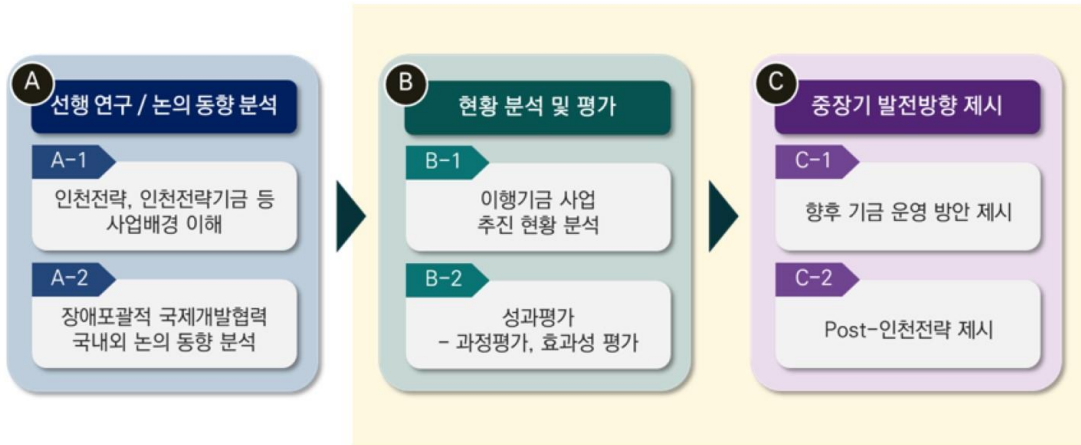 A
선행 연구 / 논의 동향 분석
A-1
인천전략, 인천전략기금 등
사업배경 이해
A-2
장애포괄적 국제개발협력
국내외 논의 동향 분석
B
현황 분석 및 평가
B-1
이행기금 사업
추진 현황 분석
B-2
성과평가
- 과정평가, 효과성 평가
C
중장기 발전방향 제시
C-1
향후 기금 운영 방안 제시
C-2
Post-인천전략 제시